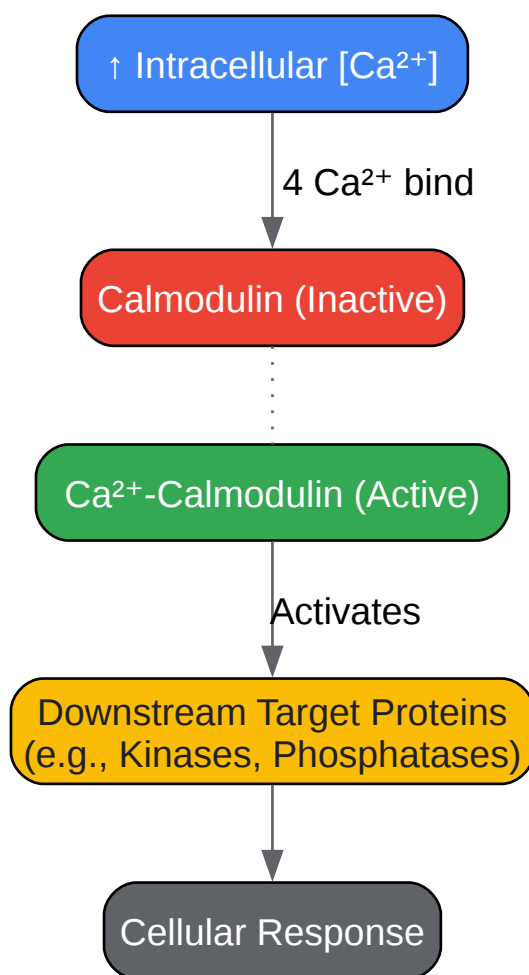 ↑ Intracellular [Ca²⁺]
4 Ca²⁺ bind
Calmodulin (Inactive)
Ca²⁺-Calmodulin (Active)
Activates
Downstream Target Proteins
(e.g., Kinases, Phosphatases)
Cellular Response